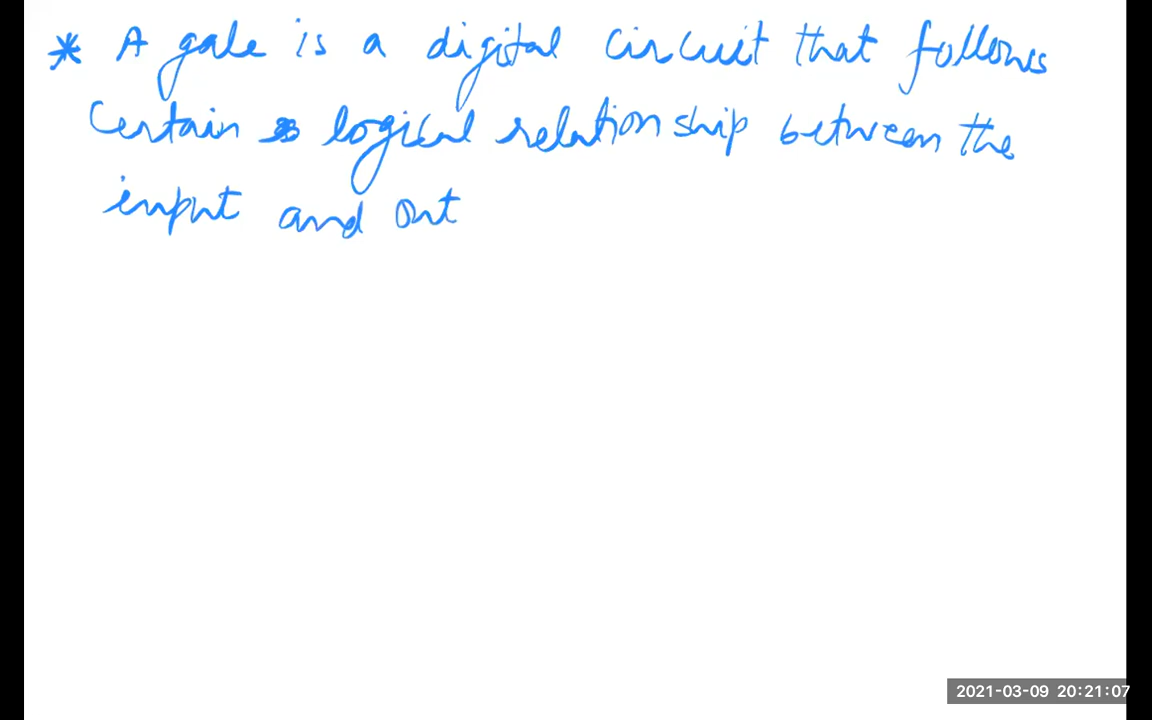 * A gate is a digital circuit that follows
Certain logical relationship between the
input and out
2021-03-09 20:21:07